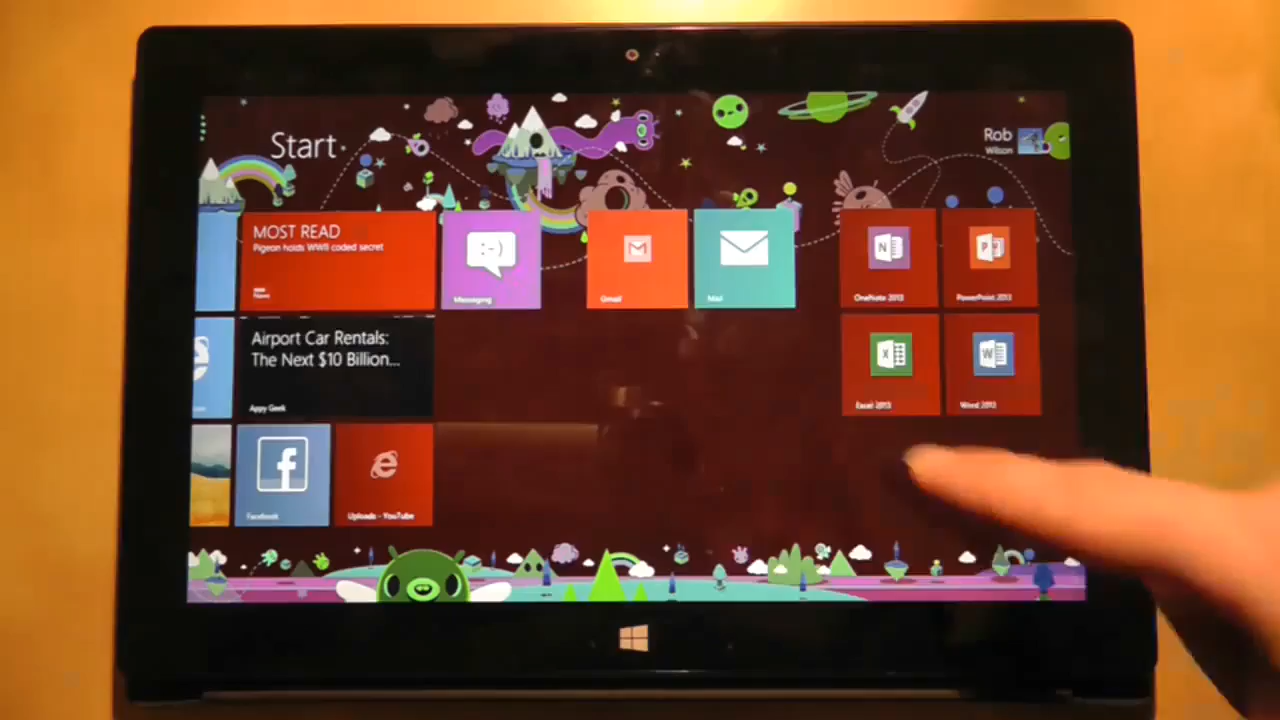 Start
Rob
Wilson
MOST READ
Pigeon holds WWII coded secret
News
Messaging
Gmail
Mail
OneNote 2013
PowerPoint 2013
Airport Car Rentals:
The Next $10 Billion...
Appy Geek
Excel 2013
Word 2013
Facebook
Uploads - YouTube